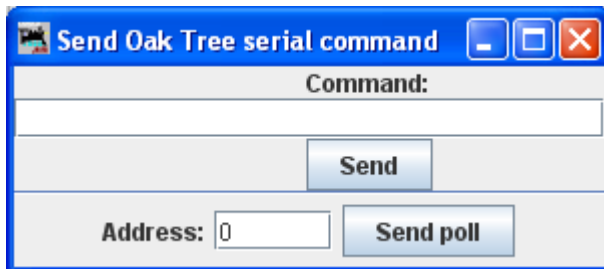 Send Oak Tree serial command
Command:
Send
Address: 0 Send poll